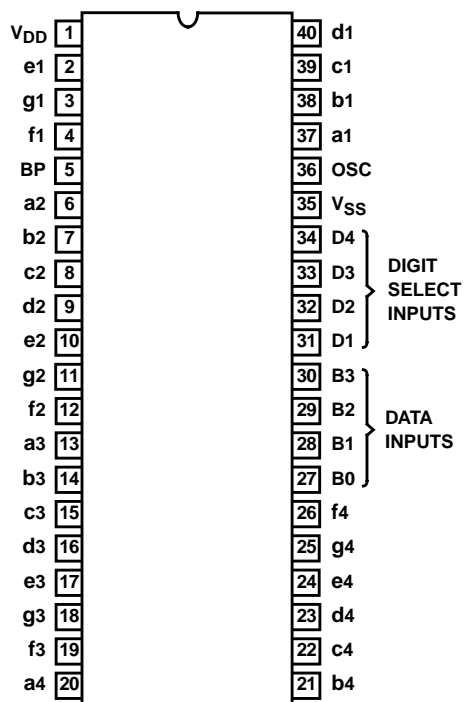 VDD 1 40 d1
e1 2 39 c1
g1 3 38 b1
f1 4 37 a1
BP 5 36 OSC
a2 6 35 VSS
b2 7 34 D4
c2 8 33 D3
d2 9 32 D2
e2 10 31 D1
DIGIT
SELECT
INPUTS
g2 11 30 B3
f2 12 29 B2
a3 13 28 B1
b3 14 27 B0
DATA
INPUTS
c3 15 26 f4
d3 16 25 g4
e3 17 24 e4
g3 18 23 d4
f3 19 22 c4
a4 20 21 b4